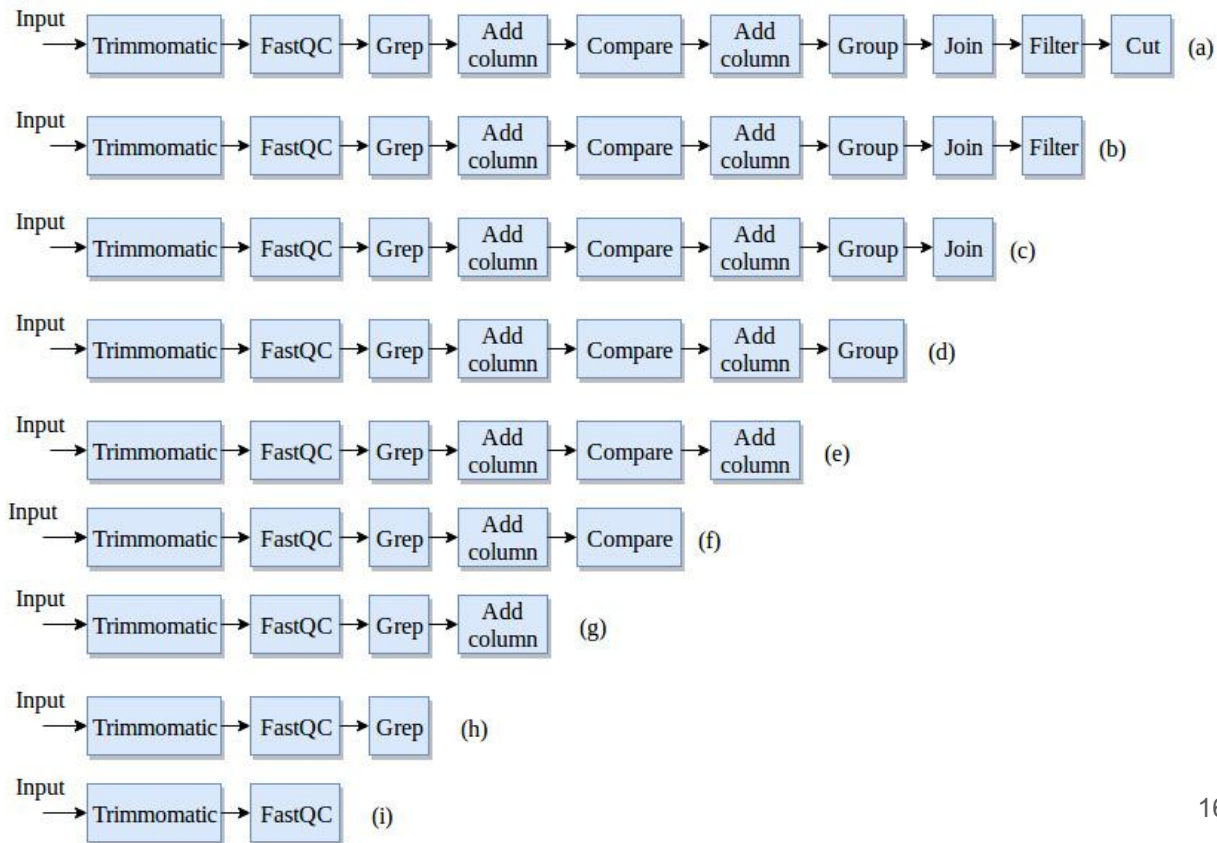 Input
Trimmomatic FastQC Grep Add column Compare Add column Group Join Filter Cut (a)
Input
Trimmomatic FastQC Grep Add column Compare Add column Group Join Filter (b)
Input
Trimmomatic FastQC Grep Add column Compare Add column Group Join (c)
Input
Trimmomatic FastQC Grep Add column Compare Add column Group (d)
Input
Trimmomatic FastQC Grep Add column Compare Add column (e)
Input
Trimmomatic FastQC Grep Add column Compare (f)
Input
Trimmomatic FastQC Grep Add column (g)
Input
Trimmomatic FastQC Grep (h)
Input
Trimmomatic FastQC (i)
16